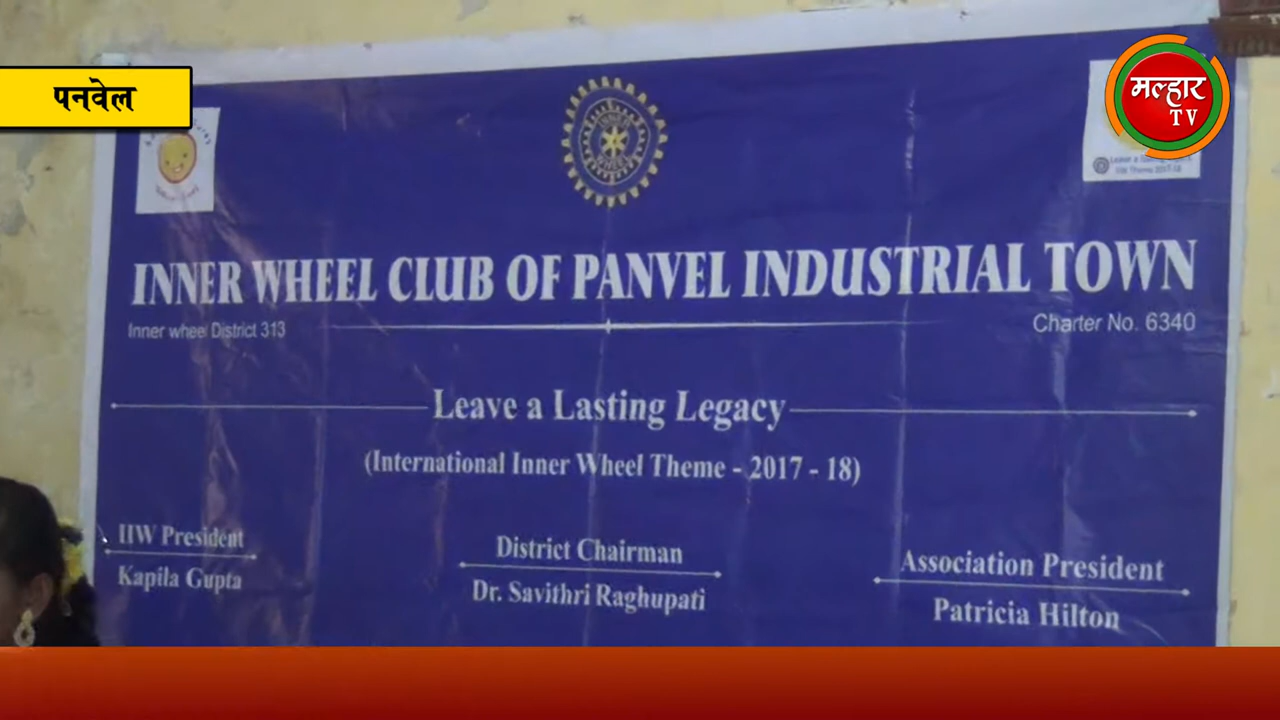 पनवेल
मल्हार
TV
INNER WHEEL
INNER WHEEL CLUB OF PANVEL INDUSTRIAL TOWN
Inner wheel District 313
Charter No. 6340
Leave a Lasting Legacy
(International Inner Wheel Theme - 2017 - 18)
IIW President
Kapila Gupta
District Chairman
Dr. Savithri Raghupati
Association President
Patricia Hilton